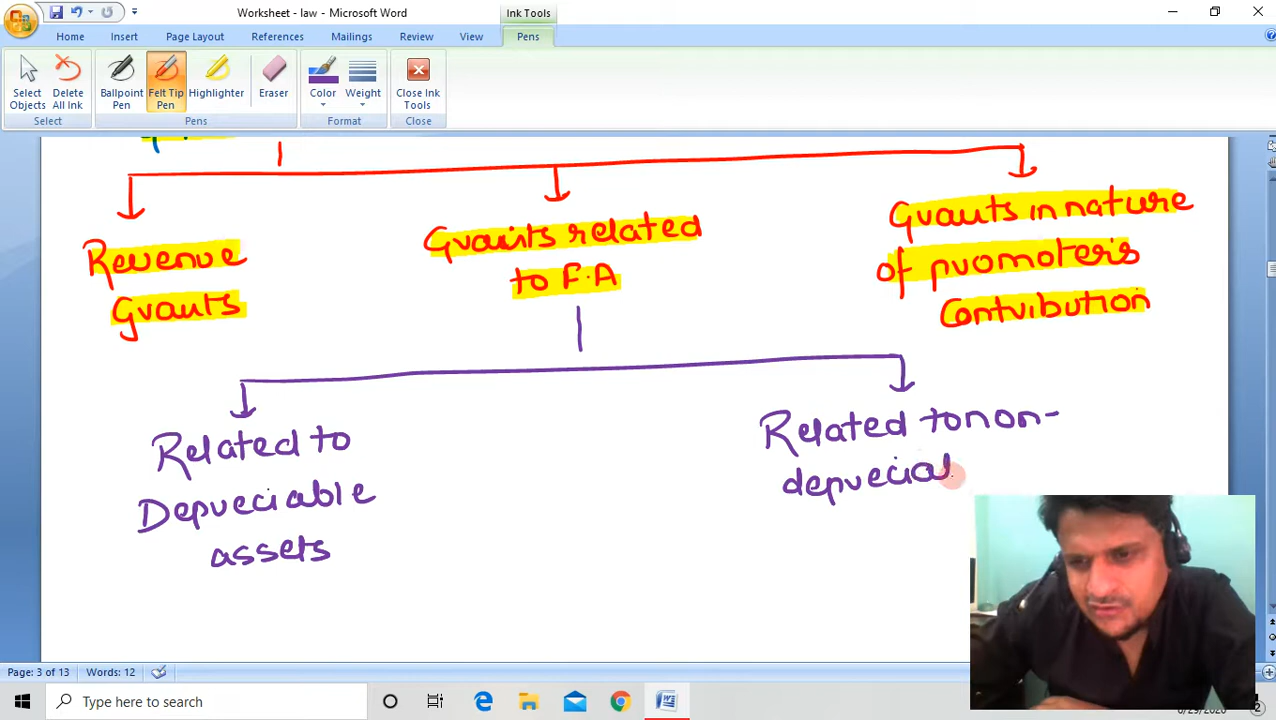 Worksheet - law - Microsoft Word
Ink Tools
Home Insert Page Layout References Mailings Review View Pens
Select Objects
Delete All Ink
Ballpoint Pen
Felt Tip Pen
Highlighter
Eraser
Color
Weight
Close Ink Tools
Select Pens Format Close
Revenue
Grants
Grants related
to F.A
Grants in nature
of promoter's
contribution
Related to
Depreciable
assets
Related to non-
deprecial
Page: 3 of 13 Words: 12
Type here to search